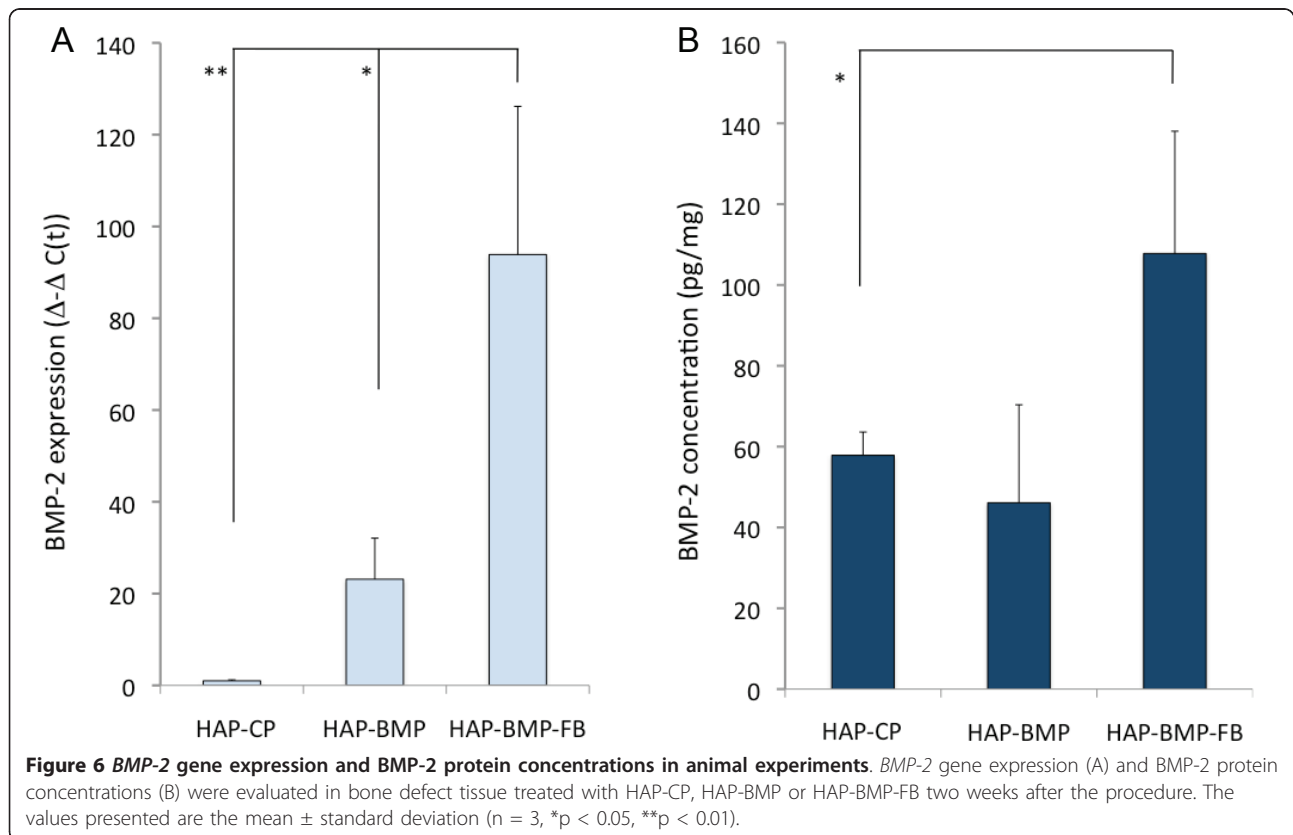 A
140
120
100
80
60
40
20
0
BMP-2 expression (Δ-Δ C(t))
**
*
HAP-CP HAP-BMP HAP-BMP-FB
B
160
140
120
100
80
60
40
20
0
BMP-2 concentration (pg/mg)
*
HAP-CP HAP-BMP HAP-BMP-FB
Figure 6 BMP-2 gene expression and BMP-2 protein concentrations in animal experiments. BMP-2 gene expression (A) and BMP-2 protein
concentrations (B) were evaluated in bone defect tissue treated with HAP-CP, HAP-BMP or HAP-BMP-FB two weeks after the procedure. The
values presented are the mean ± standard deviation (n = 3, *p < 0.05, **p < 0.01).